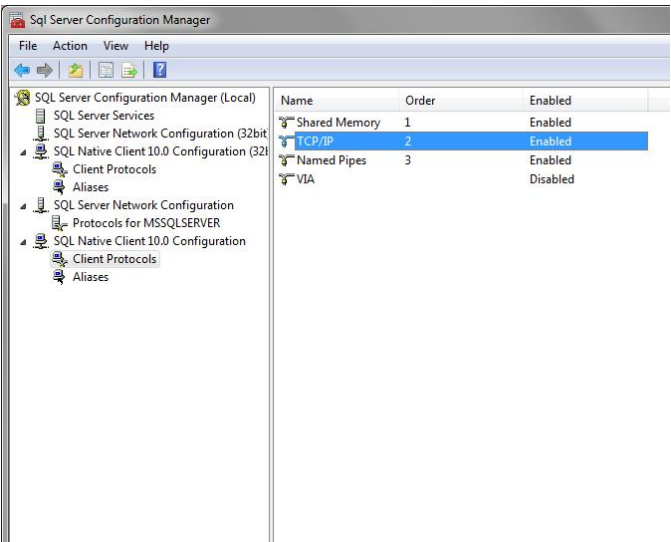 Sql Server Configuration Manager
File Action View Help
SQL Server Configuration Manager (Local)
SQL Server Services
SQL Server Network Configuration (32bit
SQL Native Client 10.0 Configuration (32b
Client Protocols
Aliases
SQL Server Network Configuration
Protocols for MSSQLSERVER
SQL Native Client 10.0 Configuration
Client Protocols
Aliases
Name Order Enabled
Shared Memory 1 Enabled
TCP/IP 2 Enabled
Named Pipes 3 Enabled
VIA Disabled